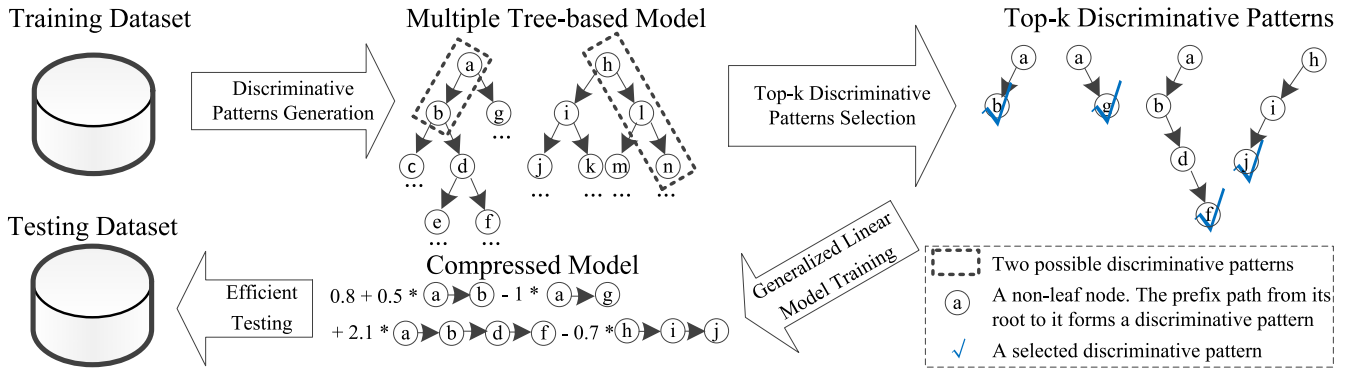 Training Dataset
Multiple Tree-based Model
Top-k Discriminative Patterns
Discriminative
Patterns Generation
a
b
g
...
c
...
d
e
...
f
...
h
i
l
j
...
k
...
m
...
n
...
Top-k Discriminative
Patterns Selection
a
b
a
g
a
b
d
f
h
i
j
Testing Dataset
Efficient
Testing
Compressed Model
0.8 + 0.5 * a b - 1 * a g
+ 2.1 * a b d f - 0.7 * h i j
Generalized Linear
Model Training
Two possible discriminative patterns
a
A non-leaf node. The prefix path from its
root to it forms a discriminative pattern
√ A selected discriminative pattern